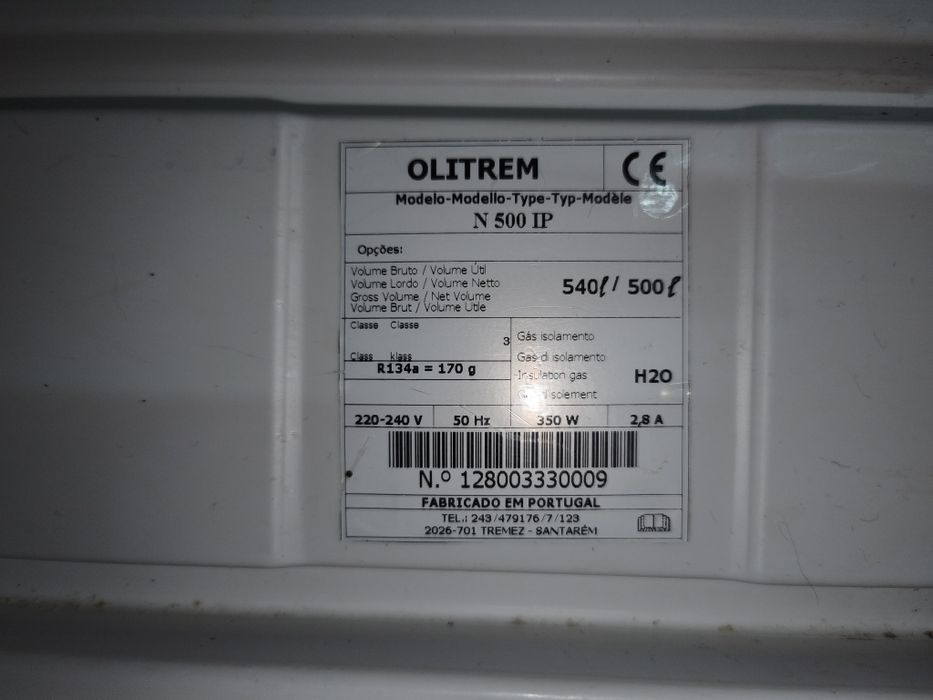 OLITREM CE
Modelo-Modello-Type-Typ-Modèle
N 500 IP
Opções:
Volume Bruto / Volume Útil
Volume Lordo / Volume Netto
Gross Volume / Net Volume
Volume Brut / Volume Utile
540ℓ / 500ℓ
Classe Classe
3
Class klass
R134a = 170 g
Gás isolamento
Gas di isolamento
Insulation gas
isolement
H2O
220-240 V 50 Hz 350 W 2,8 A
N.º 128003330009
FABRICADO EM PORTUGAL
TEL.: 243/479176/7/123
2026-701 TREMEZ - SANTARÉM